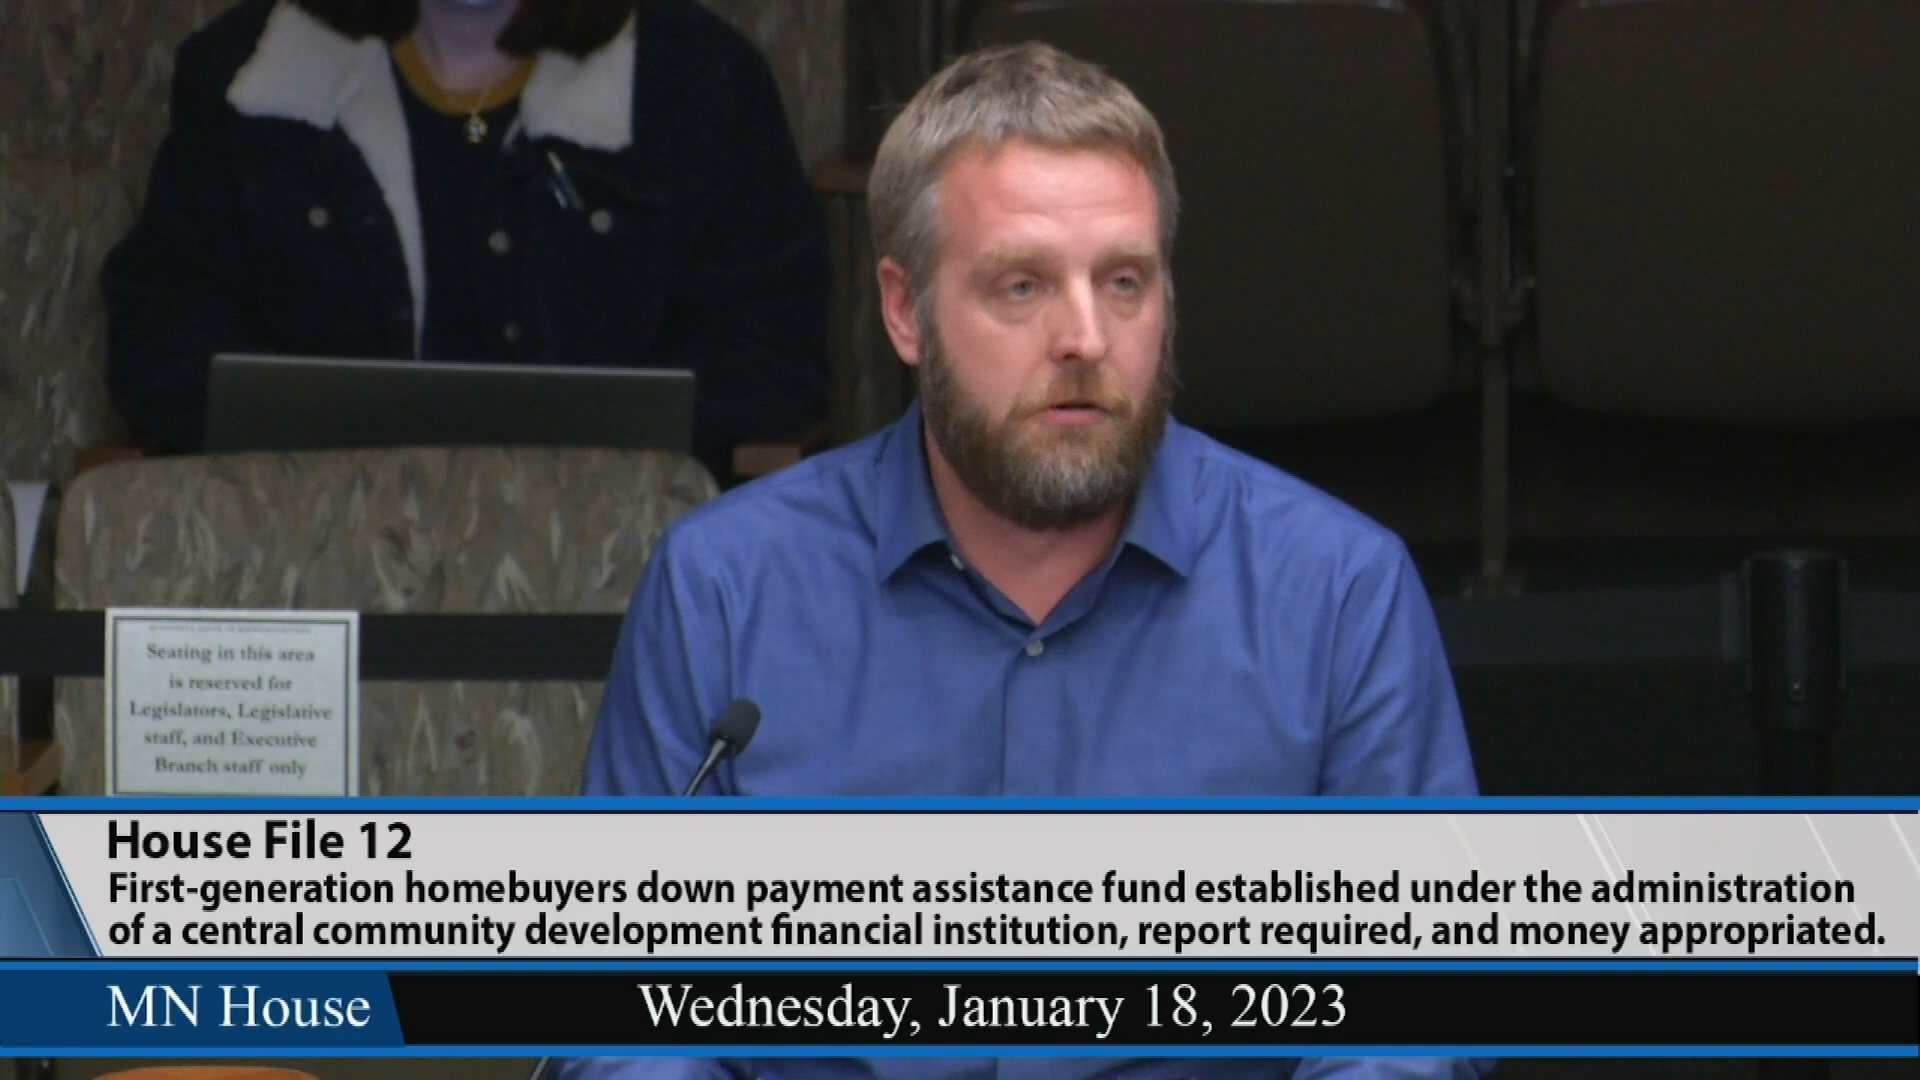 Seating in this area
is reserved for
Legislators, Legislative
staff, and Executive
Branch staff only
House File 12
First-generation homebuyers down payment assistance fund established under the administration
of a central community development financial institution, report required, and money appropriated.
MN House
Wednesday, January 18, 2023